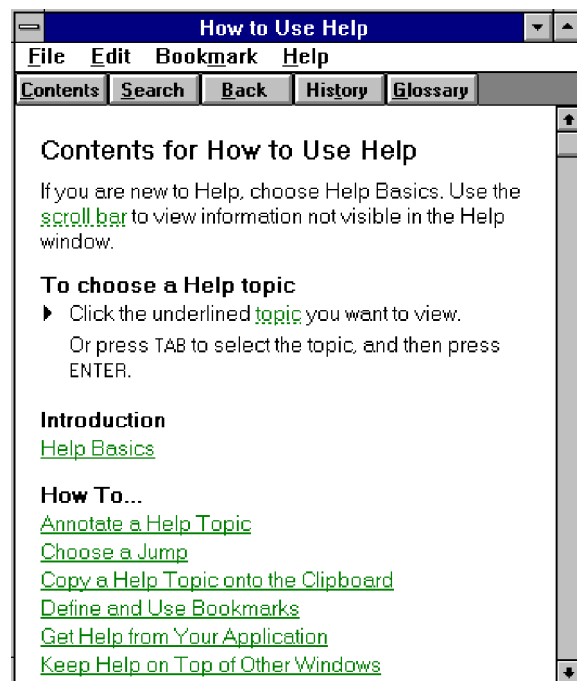 How to Use Help
File Edit Bookmark Help
Contents Search Back History Glossary
Contents for How to Use Help
If you are new to Help, choose Help Basics. Use the
scroll bar to view information not visible in the Help
window.
To choose a Help topic
Click the underlined topic you want to view.
Or press TAB to select the topic, and then press
ENTER.
Introduction
Help Basics
How To...
Annotate a Help Topic
Choose a Jump
Copy a Help Topic onto the Clipboard
Define and Use Bookmarks
Get Help from Your Application
Keep Help on Top of Other Windows